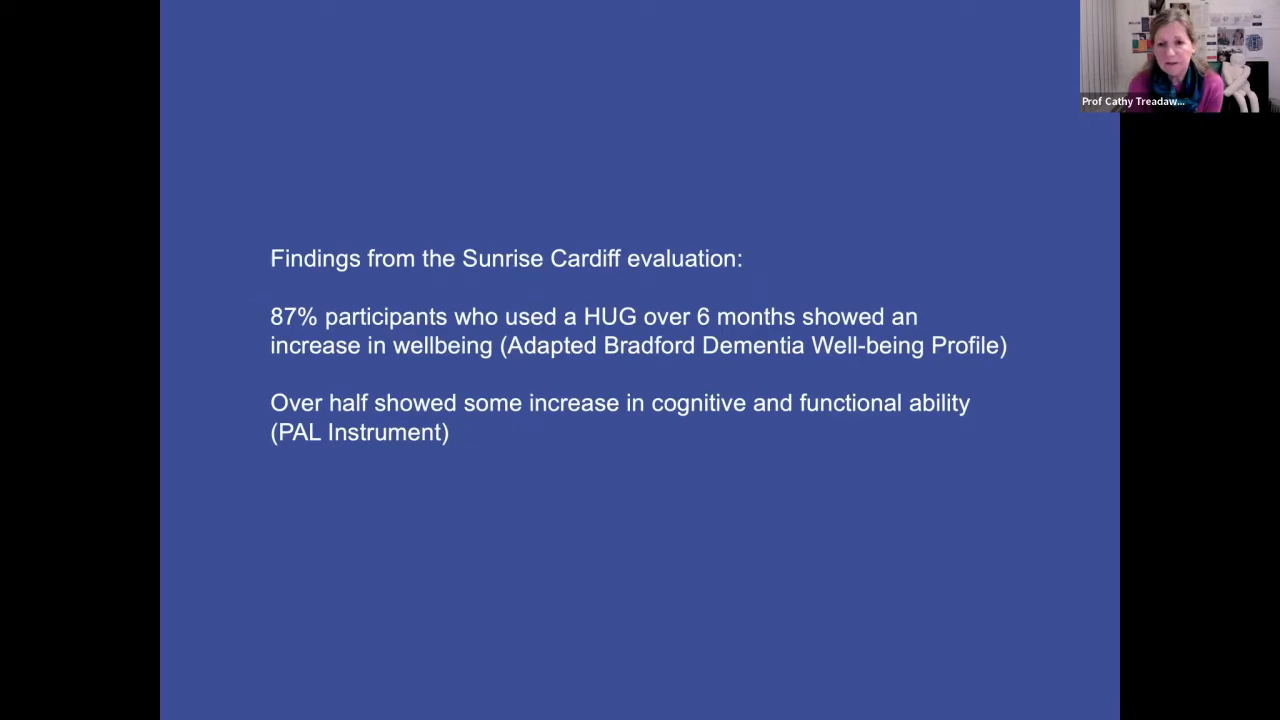 Prof Cathy Treadaw...
Findings from the Sunrise Cardiff evaluation:
87% participants who used a HUG over 6 months showed an
increase in wellbeing (Adapted Bradford Dementia Well-being Profile)
Over half showed some increase in cognitive and functional ability
(PAL Instrument)